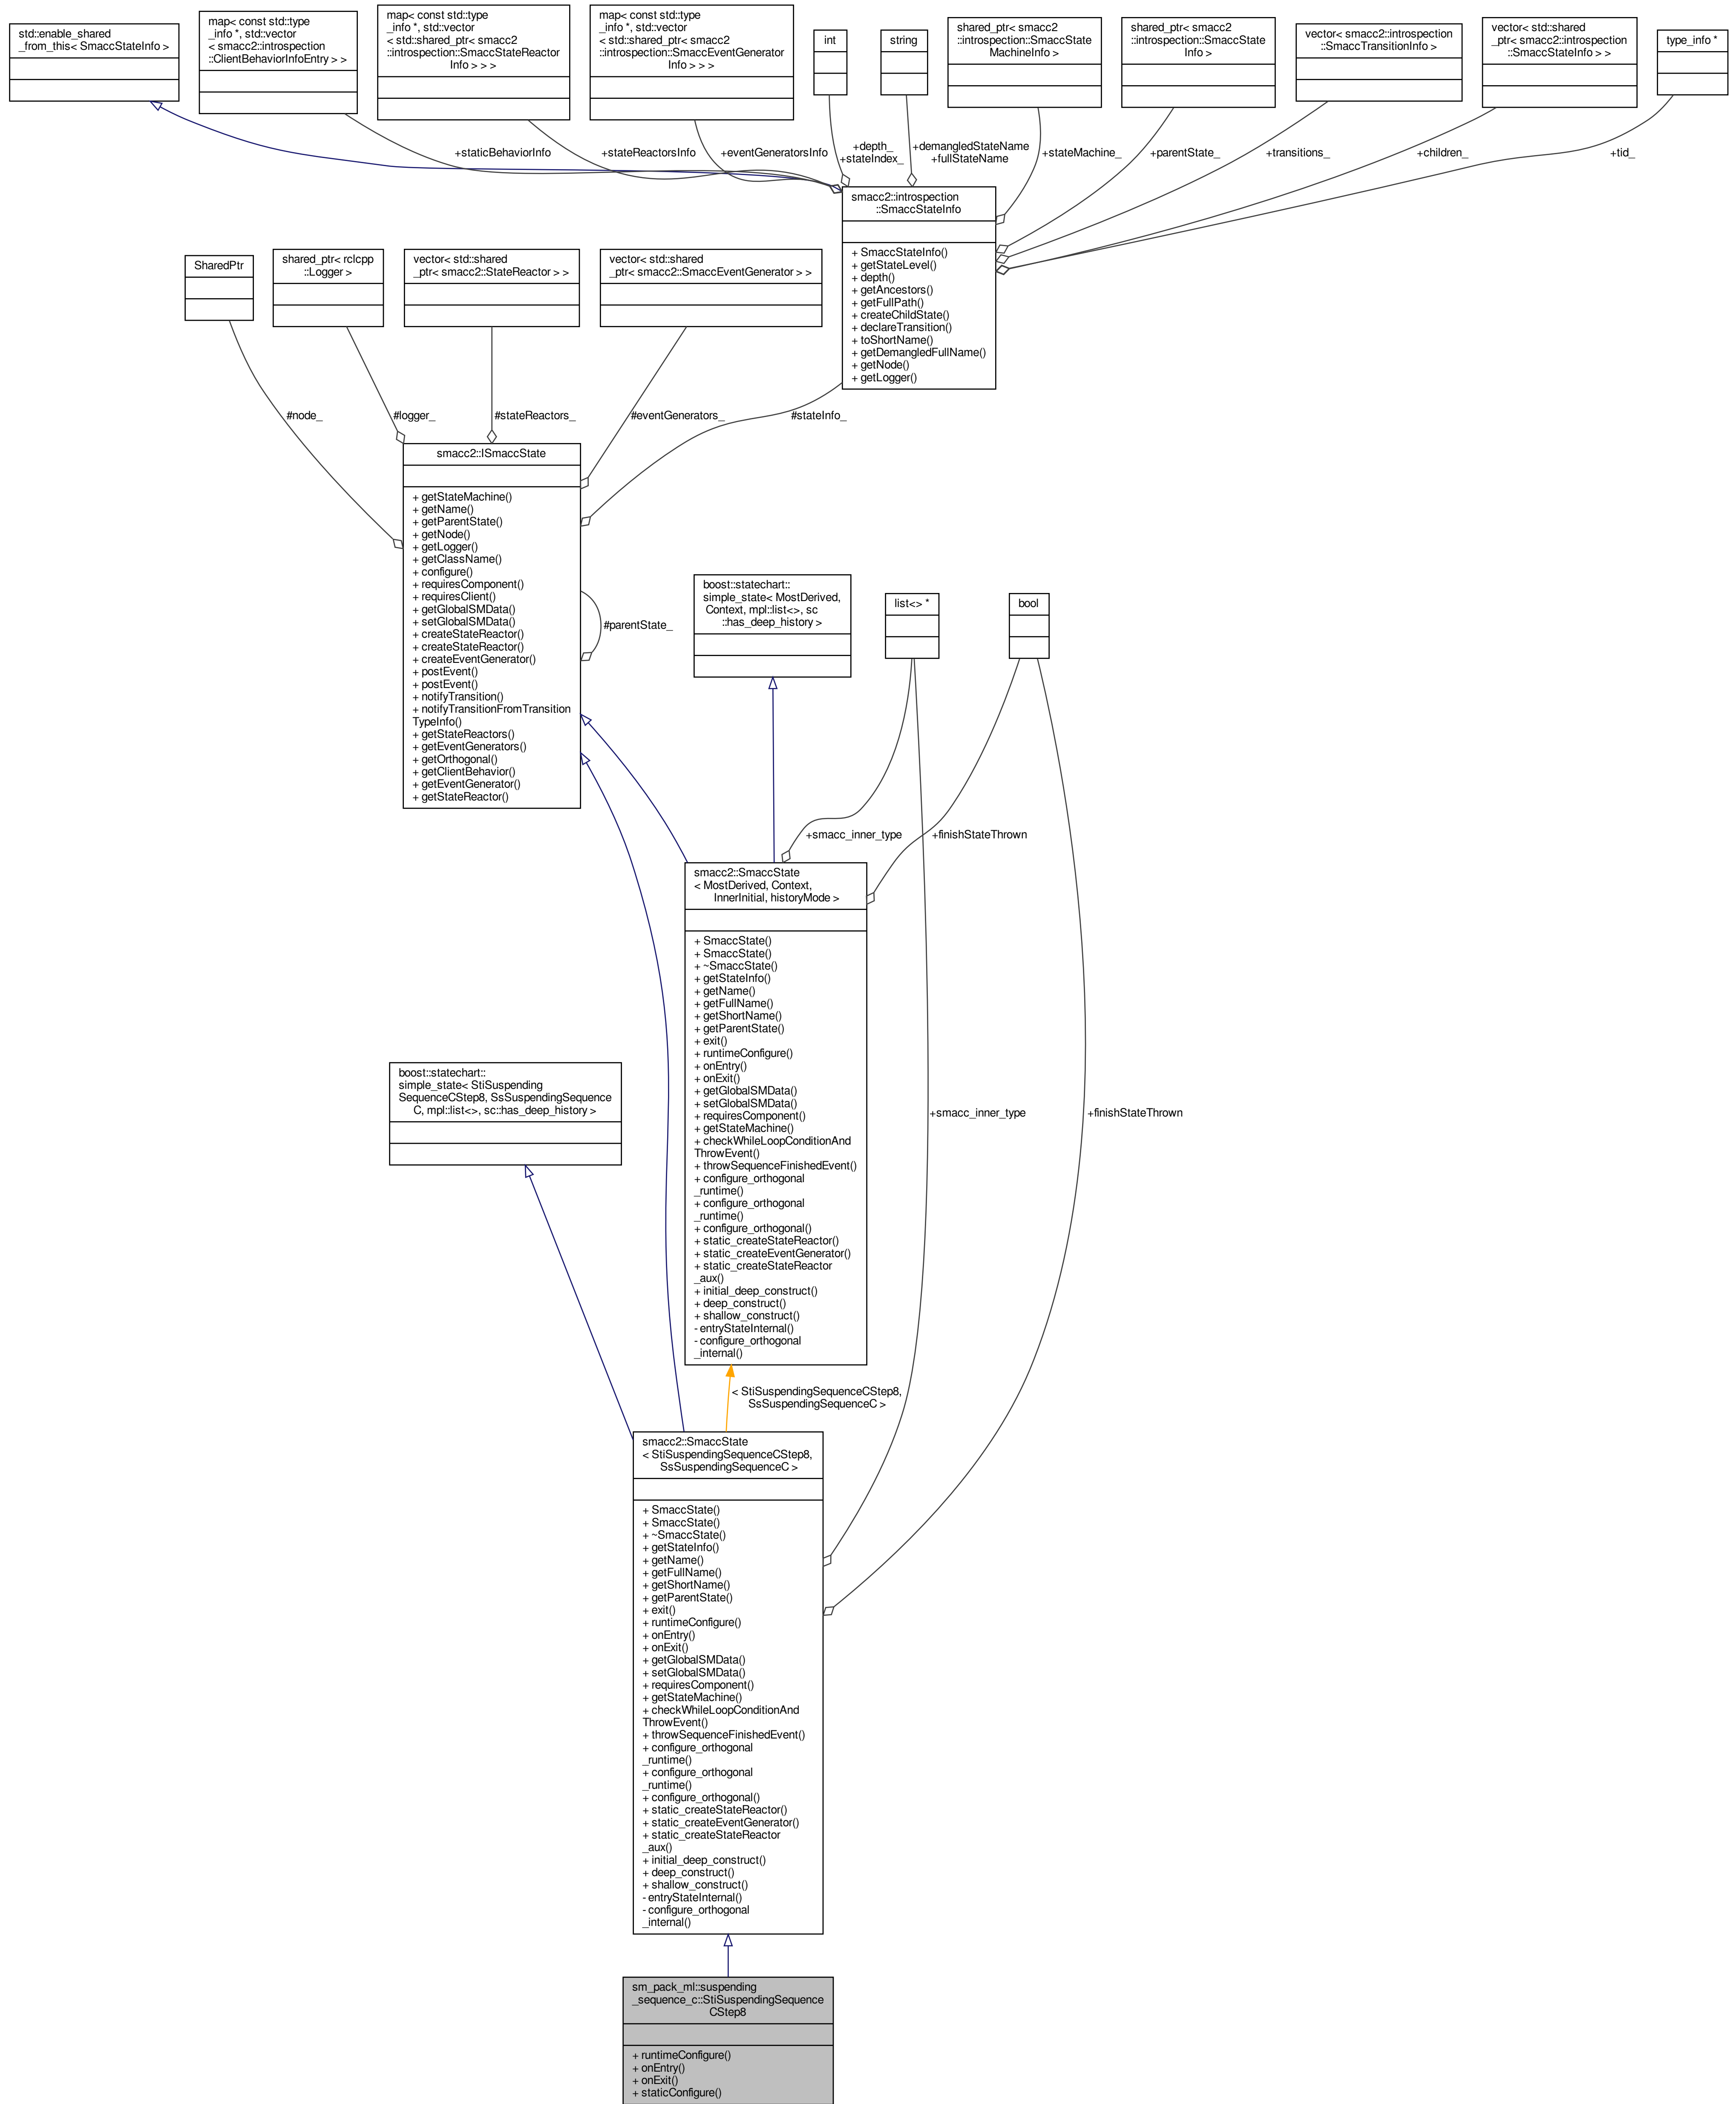 std::enable_shared
_from_this< SmaccStateInfo >
map< const std::type
_info *, std::vector
< smacc2::introspection
::ClientBehaviorInfoEntry > >
map< const std::type
_info *, std::vector
< std::shared_ptr< smacc2
::introspection::SmaccStateReactor
Info > > >
map< const std::type
_info *, std::vector
< std::shared_ptr< smacc2
::introspection::SmaccEventGenerator
Info > > >
int
string
shared_ptr< smacc2
::introspection::SmaccState
MachineInfo >
shared_ptr< smacc2
::introspection::SmaccState
Info >
vector< smacc2::introspection
::SmaccTransitionInfo >
vector< std::shared
_ptr< smacc2::introspection
::SmaccStateInfo > >
type_info *
+staticBehaviorInfo
+stateReactorsInfo
+eventGeneratorsInfo
+depth_
+stateIndex_
+demangledStateName
+fullStateName
+stateMachine_
+parentState_
+transitions_
+children_
+tid_
smacc2::introspection
::SmaccStateInfo
+ SmaccStateInfo()
+ getStateLevel()
+ depth()
+ getAncestors()
+ getFullPath()
+ createChildState()
+ declareTransition()
+ toShortName()
+ getDemangledFullName()
+ getNode()
+ getLogger()
SharedPtr
shared_ptr< rclcpp
::Logger >
vector< std::shared
_ptr< smacc2::StateReactor > >
vector< std::shared
_ptr< smacc2::SmaccEventGenerator > >
#node_
#logger_
#stateReactors_
#eventGenerators_
#stateInfo_
smacc2::ISmaccState
+ getStateMachine()
+ getName()
+ getParentState()
+ getNode()
+ getLogger()
+ getClassName()
+ configure()
+ requiresComponent()
+ requiresClient()
+ getGlobalSMData()
+ setGlobalSMData()
+ createStateReactor()
+ createStateReactor()
+ createEventGenerator()
+ postEvent()
+ postEvent()
+ notifyTransition()
+ notifyTransitionFromTransition
TypeInfo()
+ getStateReactors()
+ getEventGenerators()
+ getOrthogonal()
+ getClientBehavior()
+ getEventGenerator()
+ getStateReactor()
#parentState_
boost::statechart::
simple_state< MostDerived,
Context, mpl::list<>, sc
::has_deep_history >
list<> *
bool
+smacc_inner_type
+finishStateThrown
smacc2::SmaccState
< MostDerived, Context,
InnerInitial, historyMode >
+ SmaccState()
+ SmaccState()
+ ~SmaccState()
+ getStateInfo()
+ getName()
+ getFullName()
+ getShortName()
+ getParentState()
+ exit()
+ runtimeConfigure()
+ onEntry()
+ onExit()
+ getGlobalSMData()
+ setGlobalSMData()
+ requiresComponent()
+ getStateMachine()
+ checkWhileLoopConditionAnd
ThrowEvent()
+ throwSequenceFinishedEvent()
+ configure_orthogonal
_runtime()
+ configure_orthogonal
_runtime()
+ configure_orthogonal()
+ static_createStateReactor()
+ static_createEventGenerator()
+ static_createStateReactor
_aux()
+ initial_deep_construct()
+ deep_construct()
+ shallow_construct()
- entryStateInternal()
- configure_orthogonal
_internal()
boost::statechart::
simple_state< StiSuspending
SequenceCStep8, SsSuspendingSequence
C, mpl::list<>, sc::has_deep_history >
+smacc_inner_type
+finishStateThrown
< StiSuspendingSequenceCStep8,
SsSuspendingSequenceC >
smacc2::SmaccState
< StiSuspendingSequenceCStep8,
SsSuspendingSequenceC >
+ SmaccState()
+ SmaccState()
+ ~SmaccState()
+ getStateInfo()
+ getName()
+ getFullName()
+ getShortName()
+ getParentState()
+ exit()
+ runtimeConfigure()
+ onEntry()
+ onExit()
+ getGlobalSMData()
+ setGlobalSMData()
+ requiresComponent()
+ getStateMachine()
+ checkWhileLoopConditionAnd
ThrowEvent()
+ throwSequenceFinishedEvent()
+ configure_orthogonal
_runtime()
+ configure_orthogonal
_runtime()
+ configure_orthogonal()
+ static_createStateReactor()
+ static_createEventGenerator()
+ static_createStateReactor
_aux()
+ initial_deep_construct()
+ deep_construct()
+ shallow_construct()
- entryStateInternal()
- configure_orthogonal
_internal()
sm_pack_ml::suspending
_sequence_c::StiSuspendingSequence
CStep8
+ runtimeConfigure()
+ onEntry()
+ onExit()
+ staticConfigure()